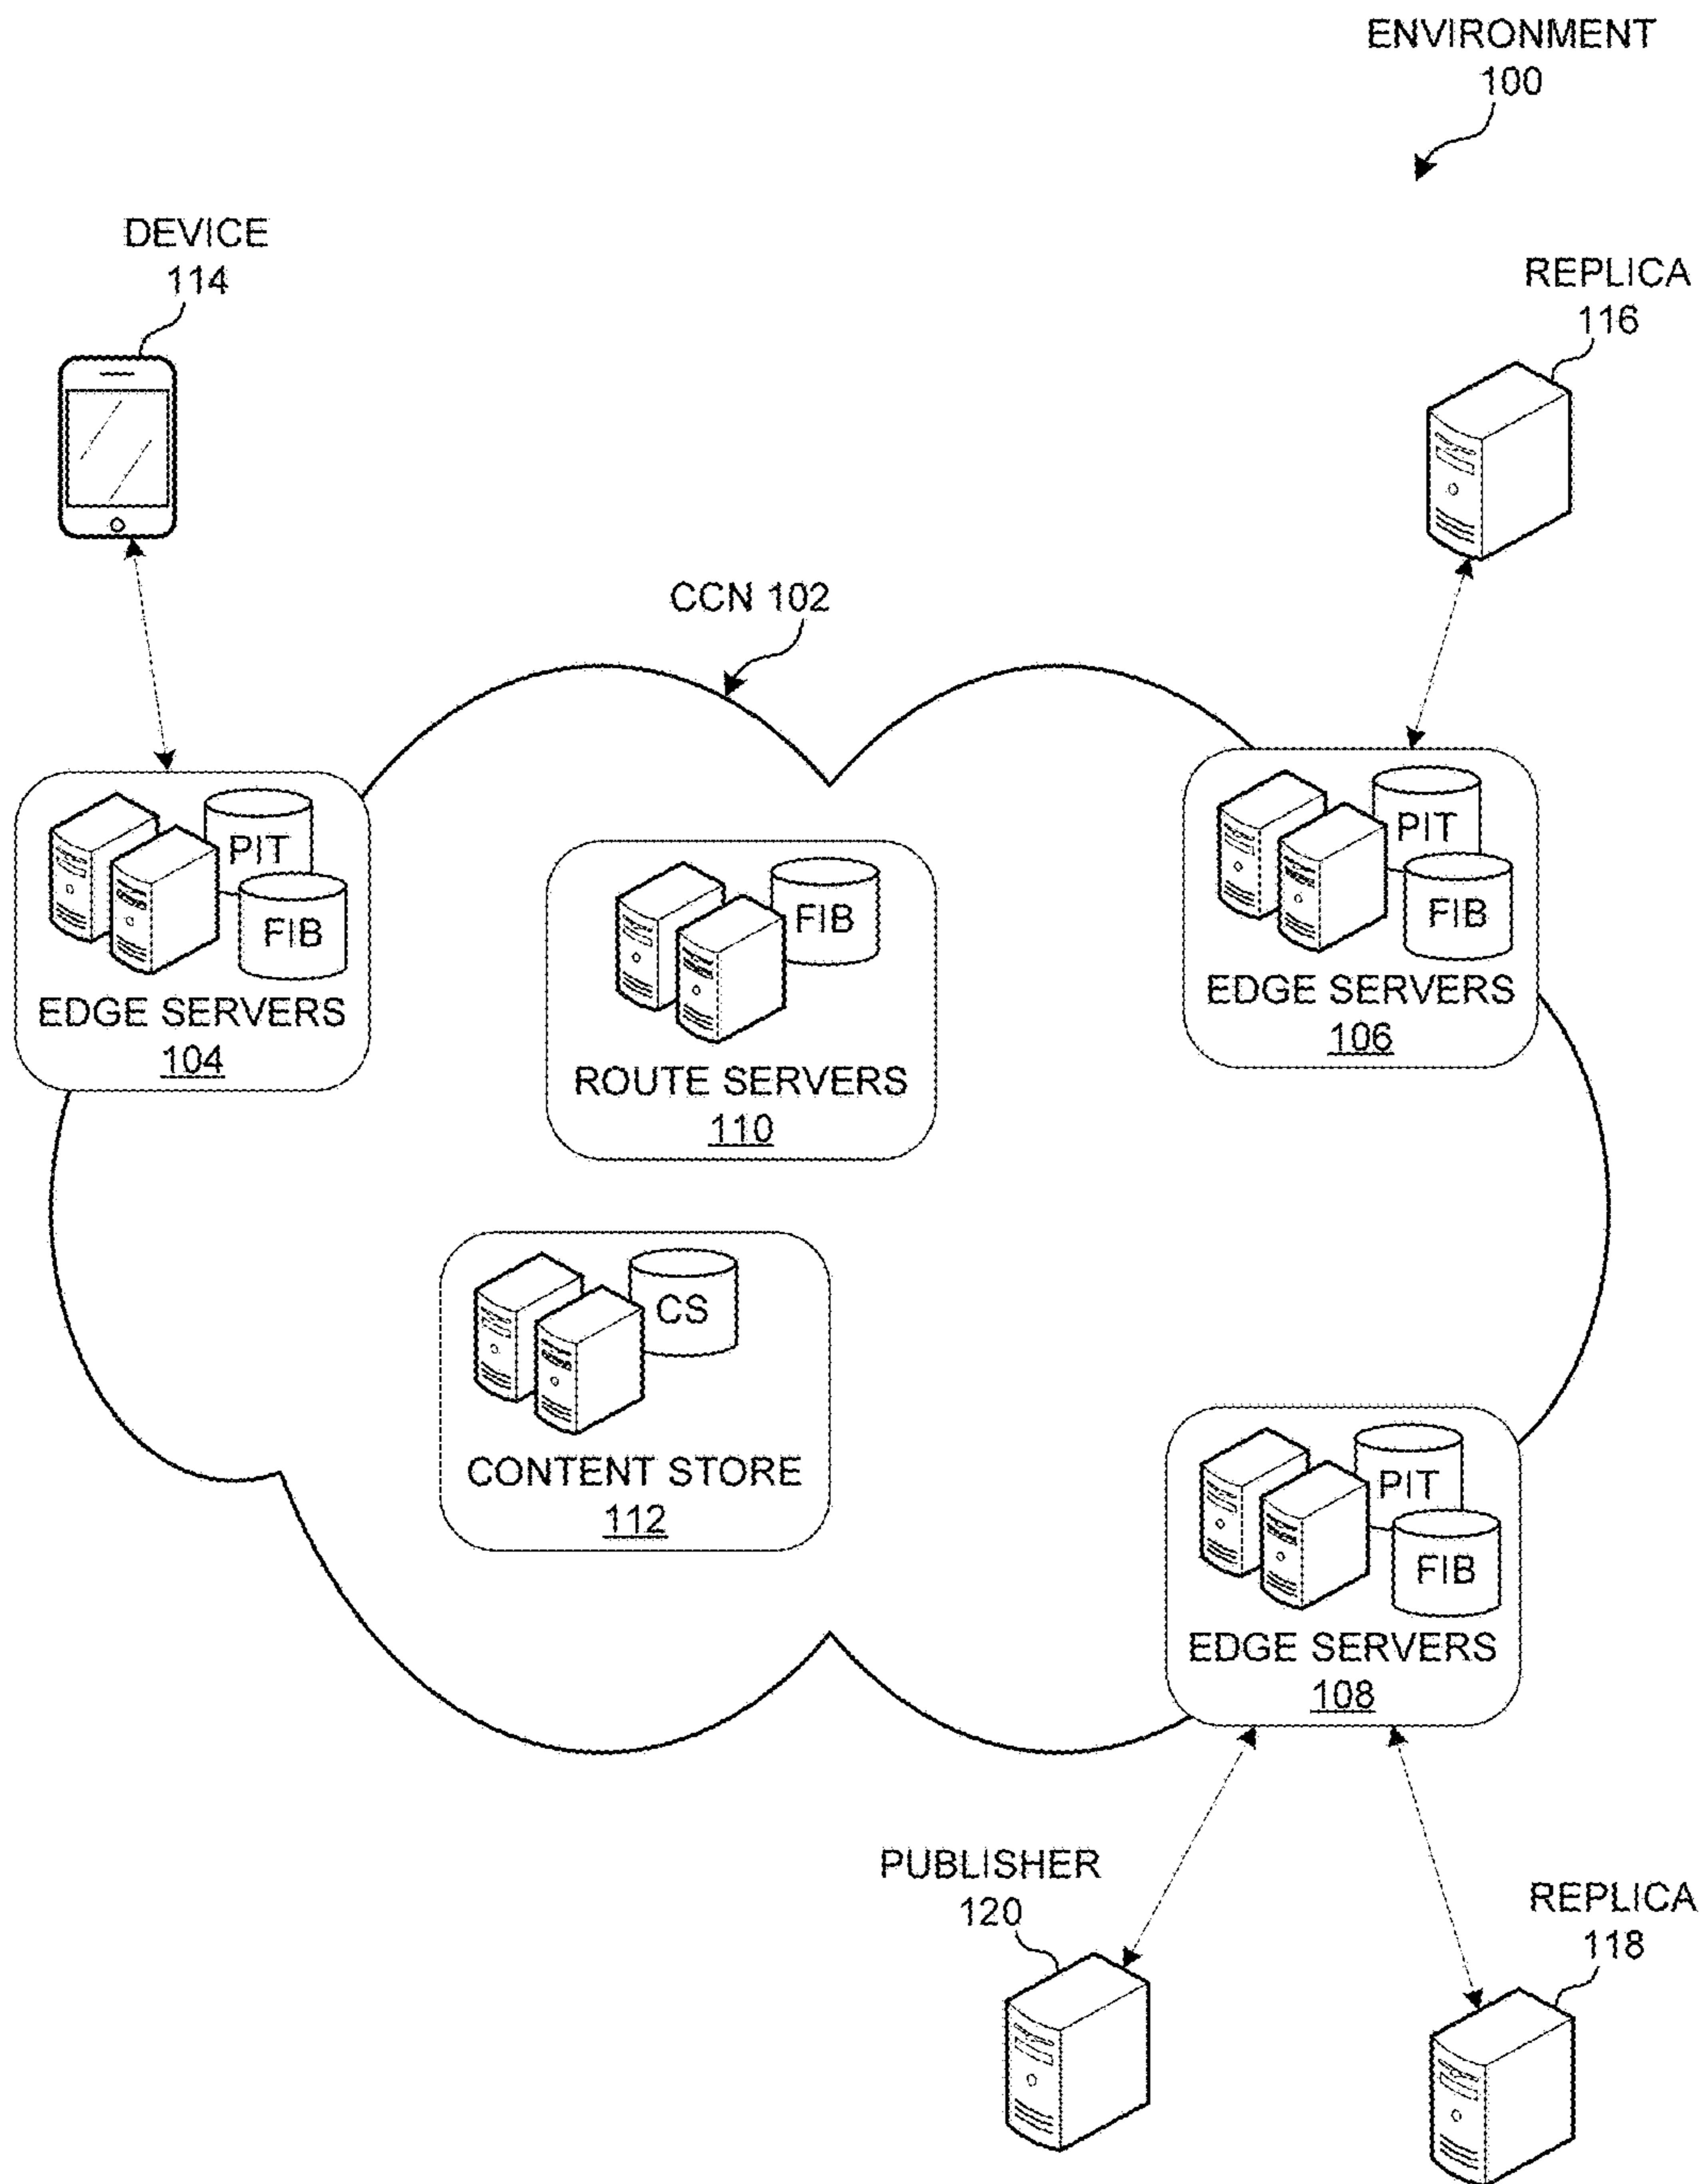 ENVIRONMENT
100
DEVICE
114
REPLICA
116
CCN 102
PIT
FIB
EDGE SERVERS
104
FIB
ROUTE SERVERS
110
PIT
FIB
EDGE SERVERS
106
CS
CONTENT STORE
112
PIT
FIB
EDGE SERVERS
108
PUBLISHER
120
REPLICA
118